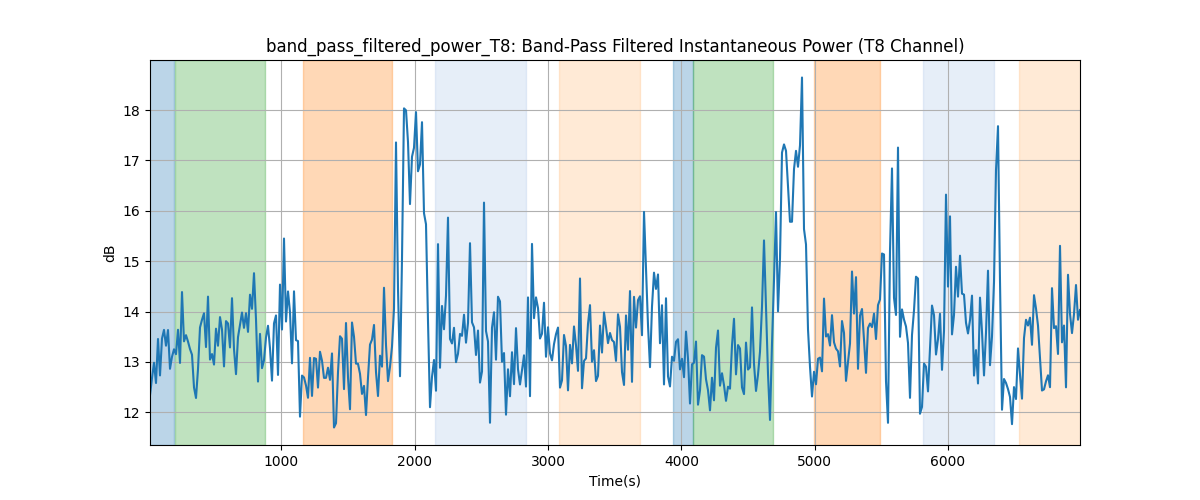 band_pass_filtered_power_T8: Band-Pass Filtered Instantaneous Power (T8 Channel)
18
17
16
15
14
13
12
dB
1000 2000 3000 4000 5000 6000
Time(s)